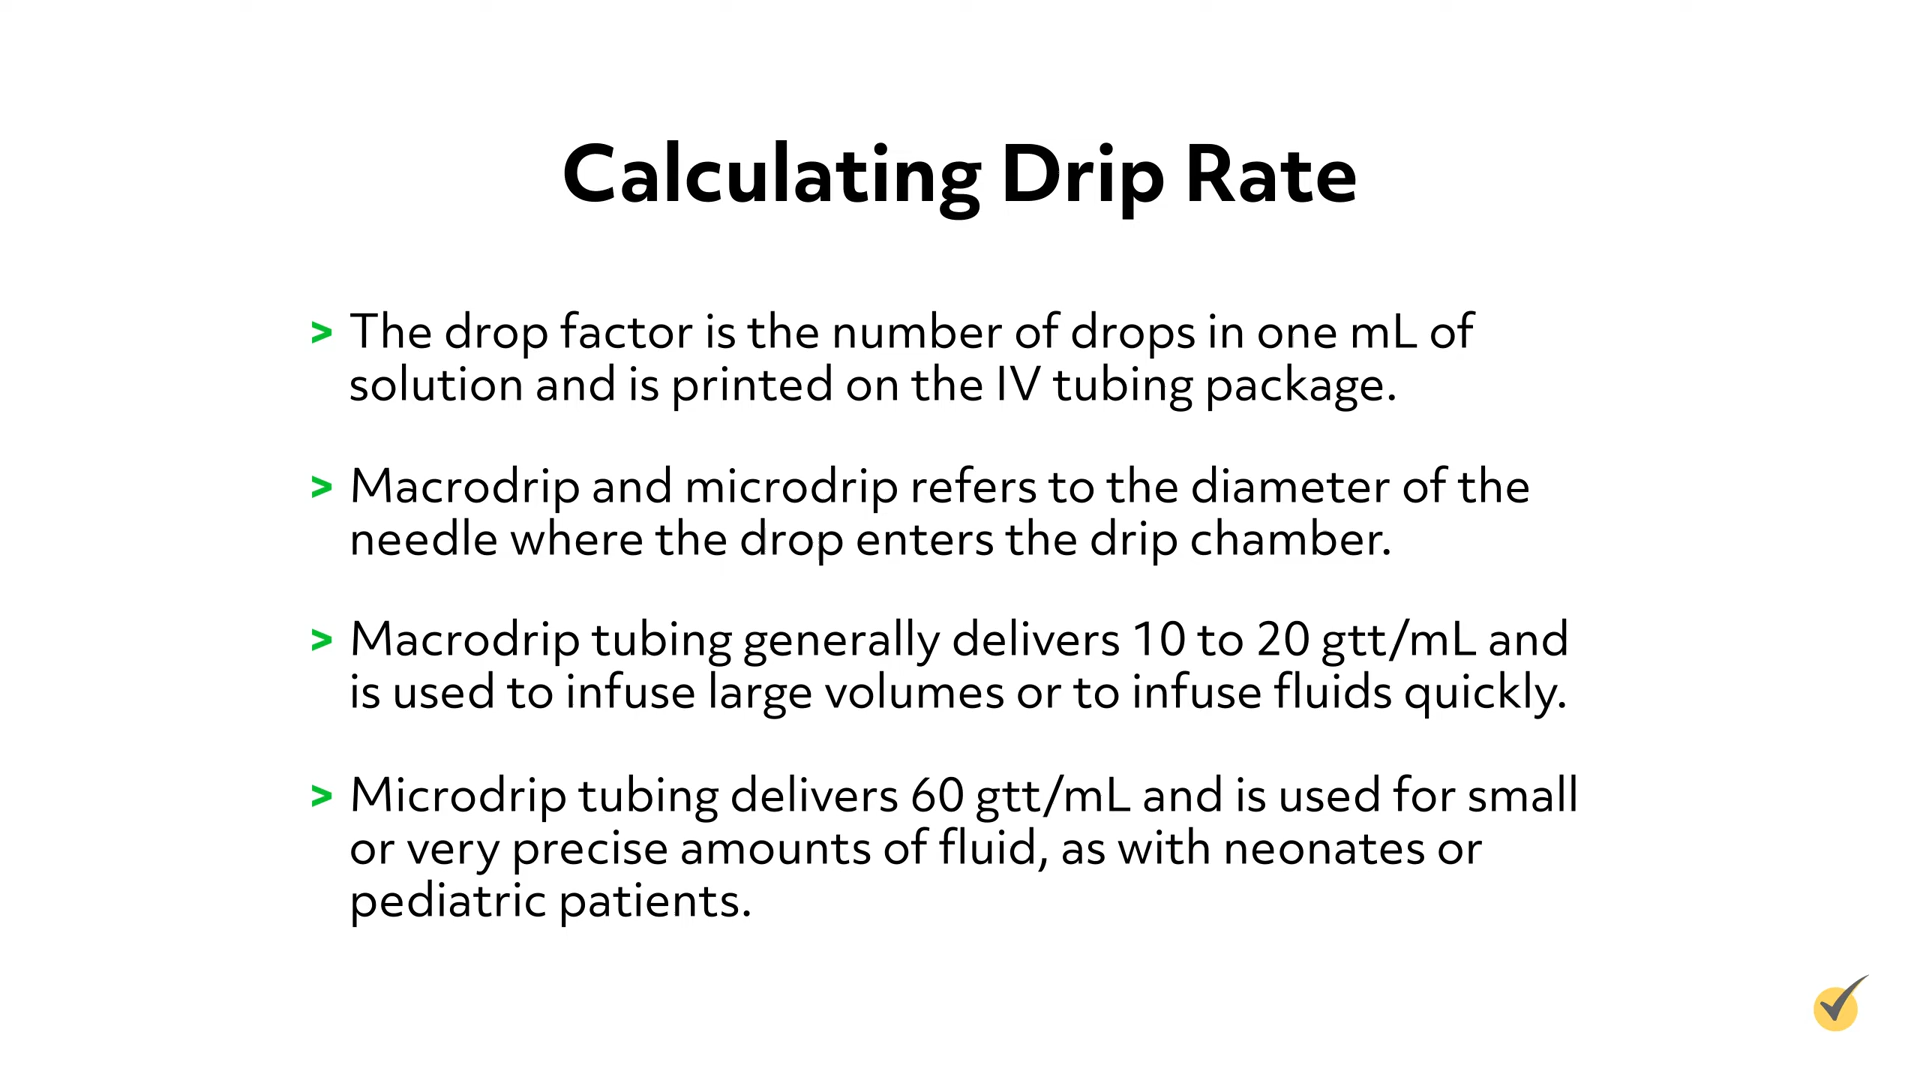 Calculating Drip Rate
> The drop factor is the number of drops in one mL of
solution and is printed on the IV tubing package.
> Macrodrip and microdrip refers to the diameter of the
needle where the drop enters the drip chamber.
> Macrodrip tubing generally delivers 10 to 20 gtt/mL and
is used to infuse large volumes or to infuse fluids quickly.
> Microdrip tubing delivers 60 gtt/mL and is used for small
or very precise amounts of fluid, as with neonates or
pediatric patients.